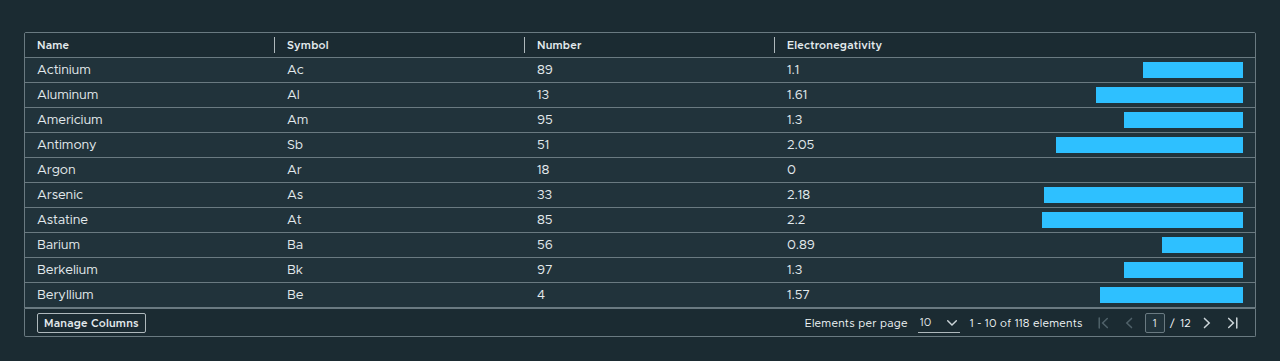 Name Symbol Number Electronegativity
Actinium Ac 89 1.1
Aluminum Al 13 1.61
Americium Am 95 1.3
Antimony Sb 51 2.05
Argon Ar 18 0
Arsenic As 33 2.18
Astatine At 85 2.2
Barium Ba 56 0.89
Berkelium Bk 97 1.3
Beryllium Be 4 1.57
Manage Columns Elements per page 10 1 - 10 of 118 elements 1 / 12